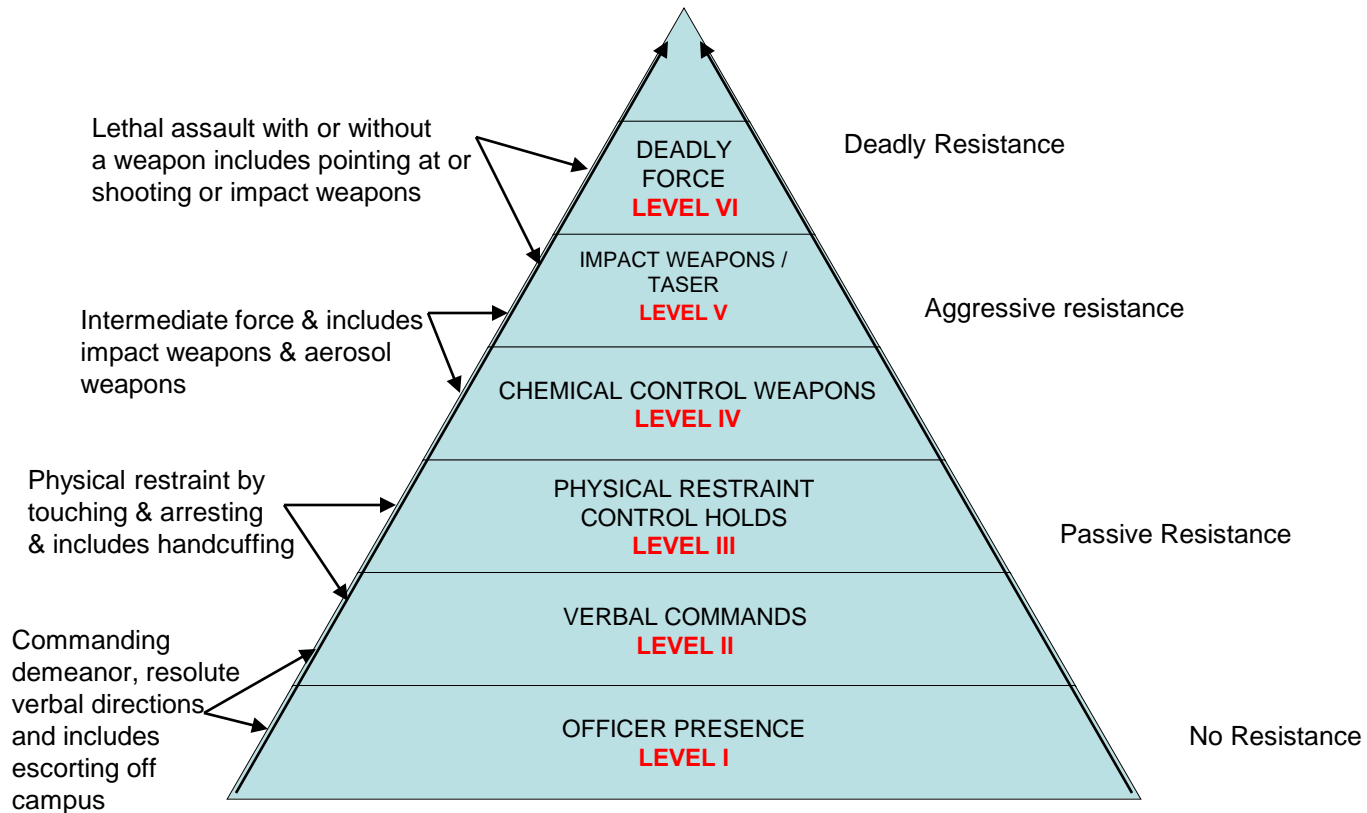 Lethal assault with or without
a weapon includes pointing at or
shooting or impact weapons
DEADLY
FORCE
LEVEL VI
Deadly Resistance
IMPACT WEAPONS /
TASER
LEVEL V
Aggressive resistance
Intermediate force & includes
impact weapons & aerosol
weapons
CHEMICAL CONTROL WEAPONS
LEVEL IV
Physical restraint by
touching & arresting
& includes handcuffing
PHYSICAL RESTRAINT
CONTROL HOLDS
LEVEL III
Passive Resistance
VERBAL COMMANDS
LEVEL II
Commanding
demeanor, resolute
verbal directions
and includes
escorting off
campus
OFFICER PRESENCE
LEVEL I
No Resistance